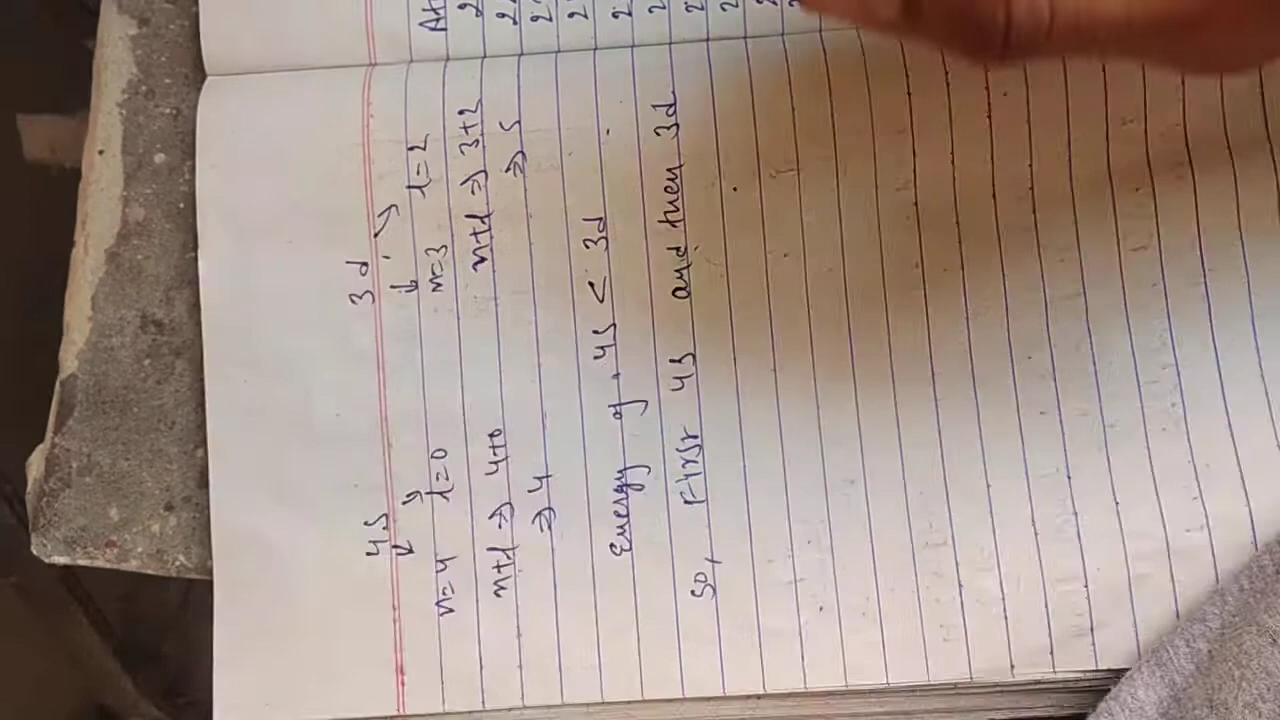 4S 3d
n=4 l=0 n=3 l=2
n+l ⇒ 4+0 n+l ⇒ 3+2
⇒ 4 ⇒ 5
Energy of, 4S < 3d
So, First 4S and then 3d